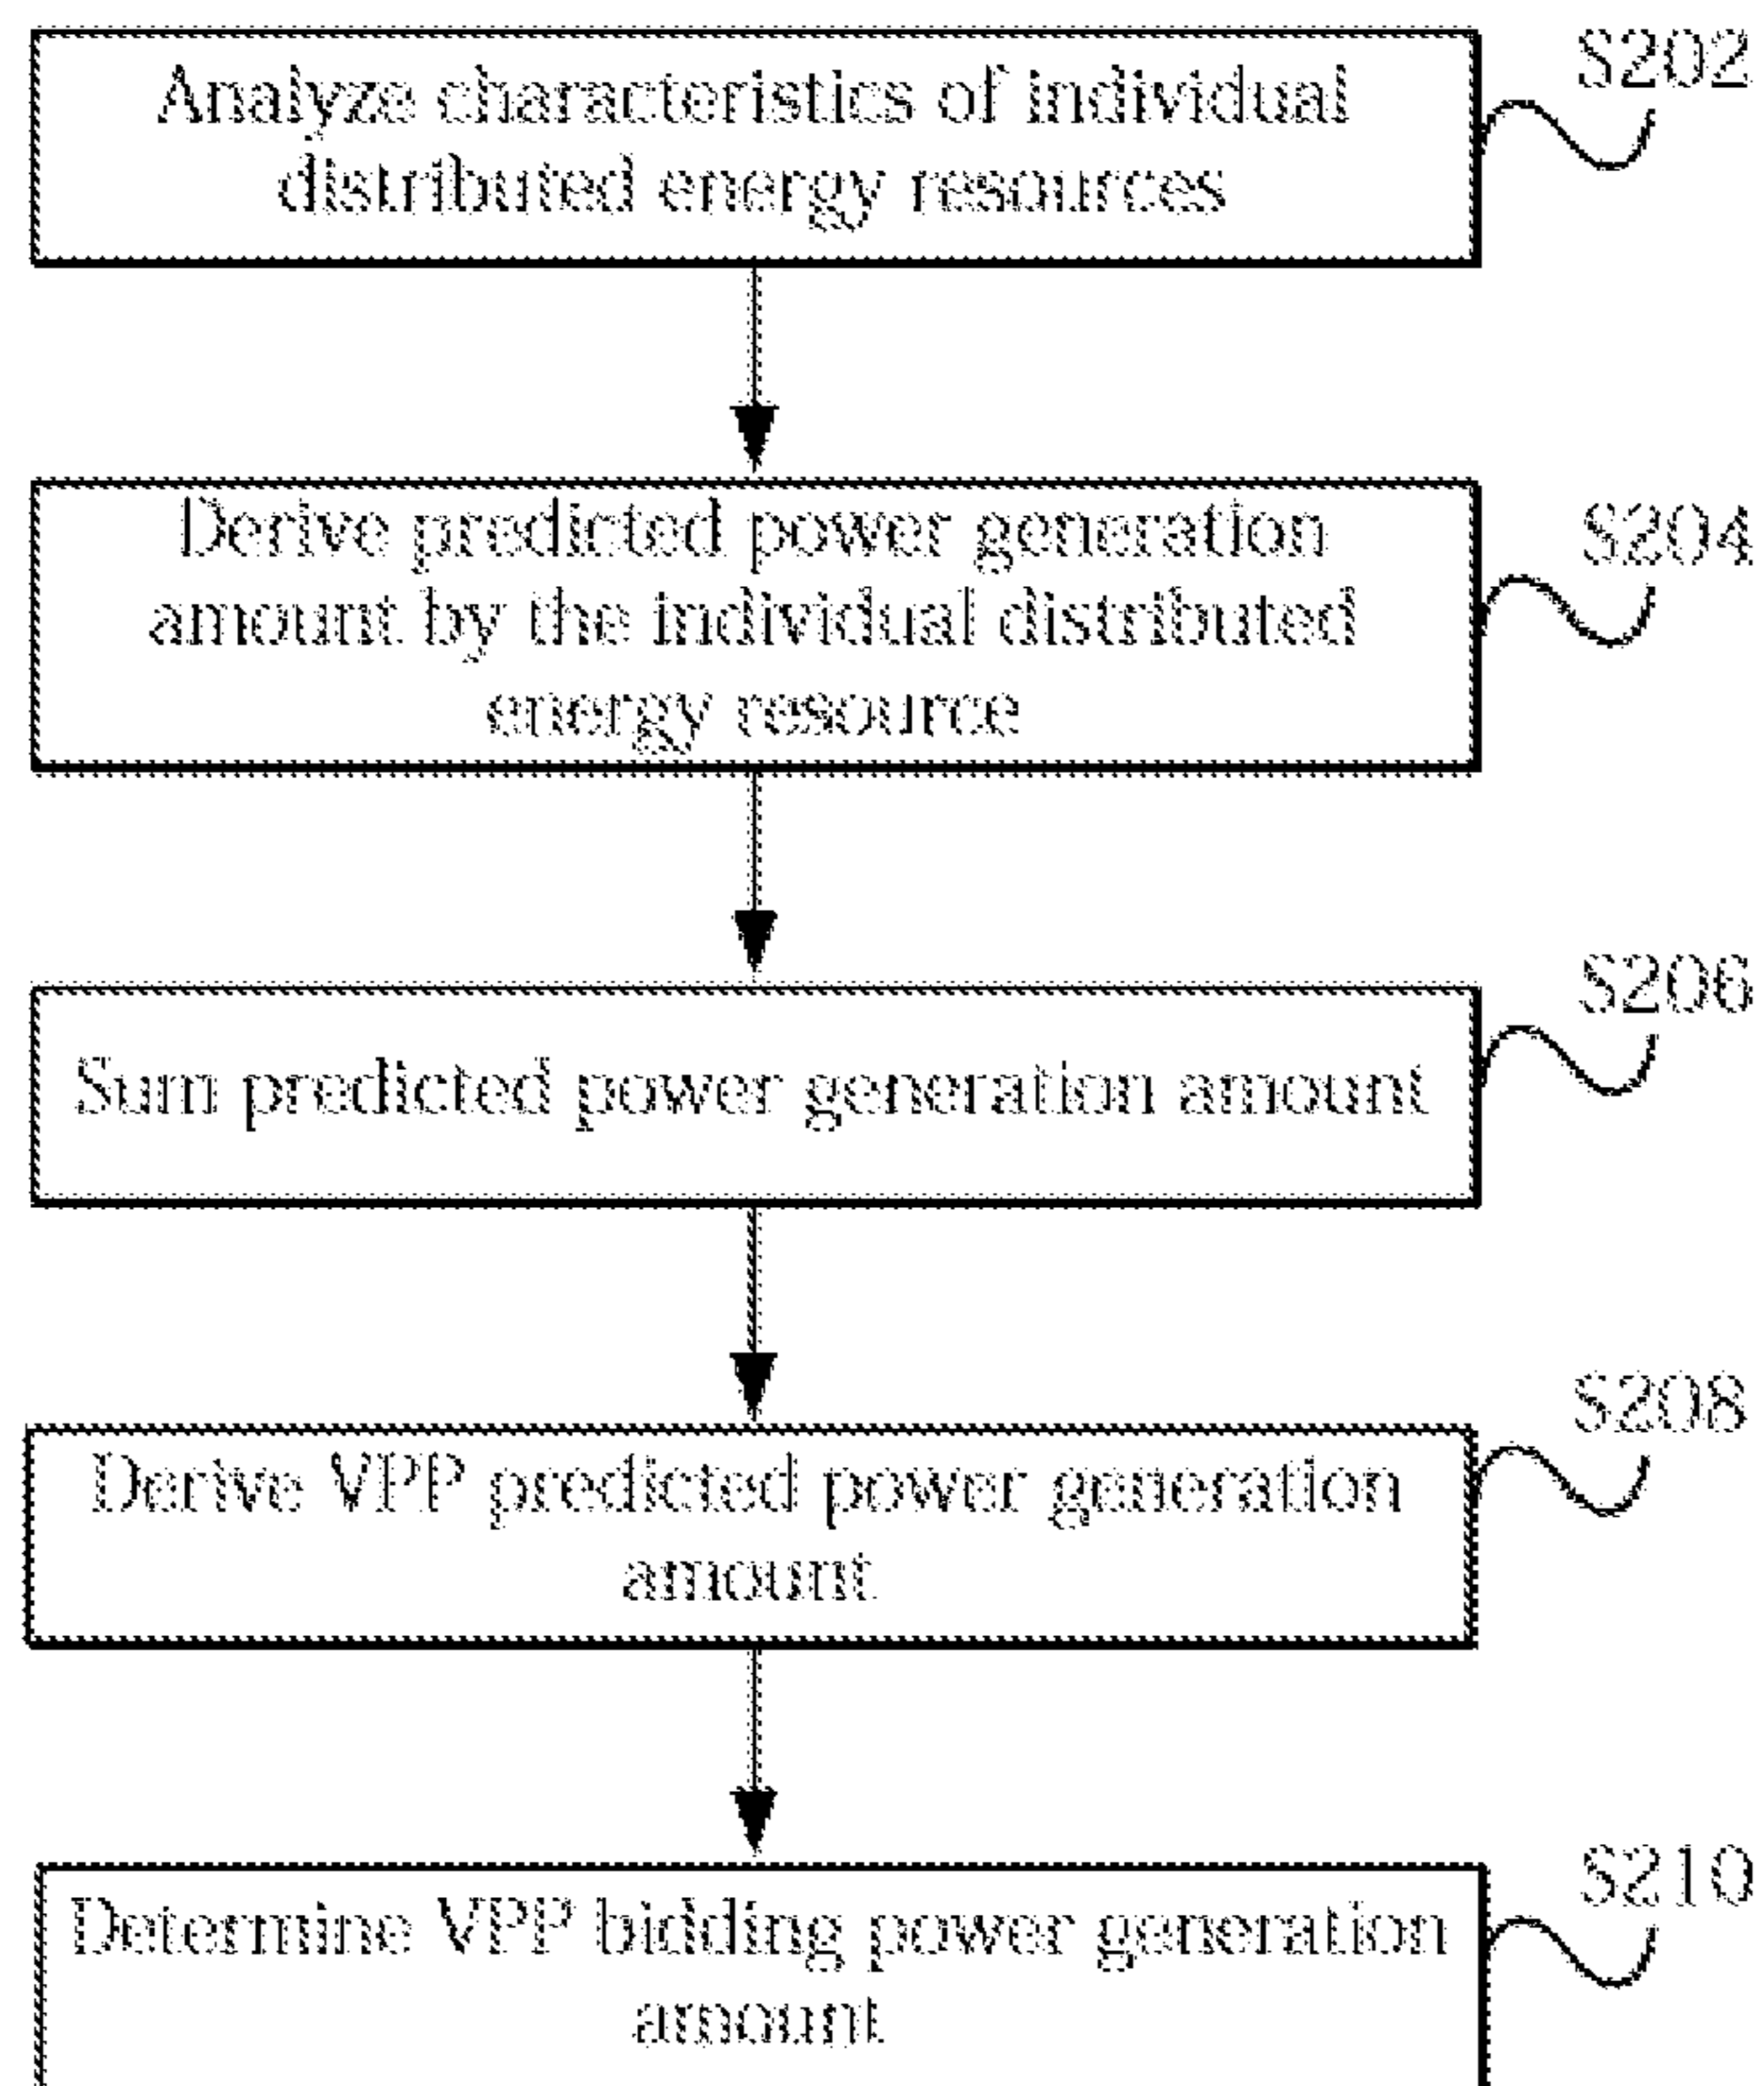 S202
Analyze characteristics of individual
distributed energy resources
S204
Derive predicted power generation
amount by the individual distributed
energy resource
S206
Sum predicted power generation amount
S208
Derive VPP predicted power generation
amount
S210
Determine VPP bidding power generation
amount